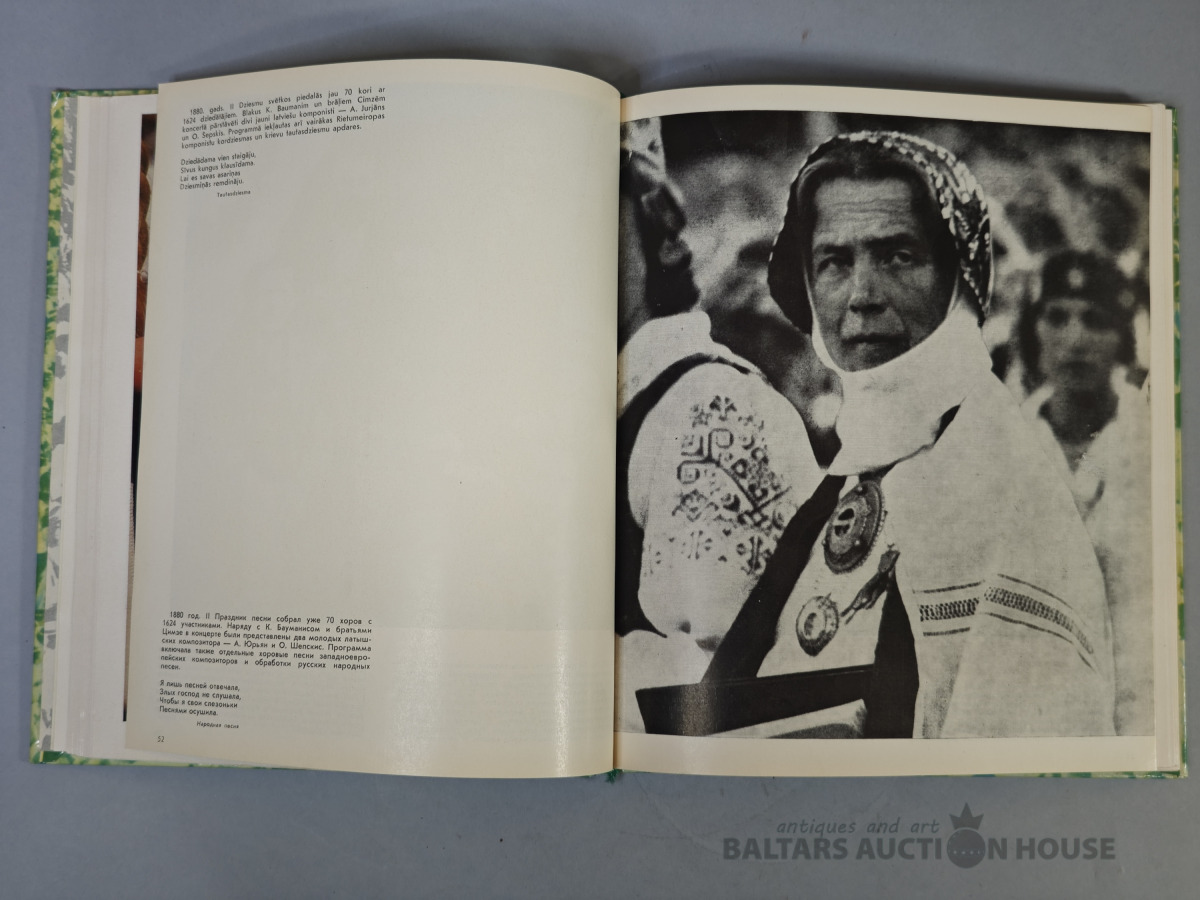 1880. gads. II Dziesmu svētkos piedalās jau 70 kori ar
1624 dziedātājiem. Blakus K. Baumanim un brāļiem Cimzēm
koncertā pārstāvēti divi jauni latviešu komponisti — A. Jurjāns
un O. Šepskis. Programmā iekļautas arī vairākas Rietumeiropas
komponistu kordziesmas un krievu tautasdziesmu apdares.
Dziedādama vien staigāju,
Sīvus kungus klausīdama.
Lai es savas asariņas
Dziesmiņās remdināju.
Tautasdziesma
1880 год. II Праздник песни собрал уже 70 хоров с
1624 участниками. Наряду с К. Бауманисом и братьями
Цимзе в концерте были представлены два молодых латыш-
ских композитора — А. Юрьян и О. Шепскис. Программа
включала также отдельные хоровые песни западноевро-
пейских композиторов и обработки русских народных
песен.
Я лишь песней отвечала,
Злых господ не слушала,
Чтобы я свои слезоньки
Песнями осушила.
Народная песня
52
antiques and art
BALTARS AUCTION HOUSE